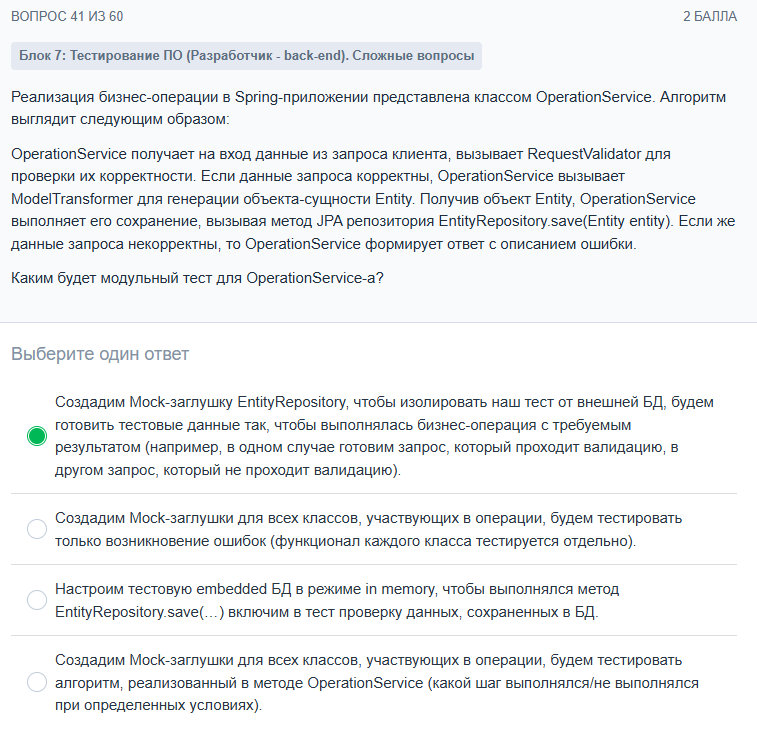 ВОПРОС 41 ИЗ 60
2 БАЛЛА
Блок 7: Тестирование ПО (Разработчик - back-end). Сложные вопросы
Реализация бизнес-операции в Spring-приложении представлена классом OperationService. Алгоритм
выглядит следующим образом:
OperationService получает на вход данные из запроса клиента, вызывает RequestValidator для
проверки их корректности. Если данные запроса корректны, OperationService вызывает
ModelTransformer для генерации объекта-сущности Entity. Получив объект Entity, OperationService
выполняет его сохранение, вызывая метод JPA репозитория EntityRepository.save(Entity entity). Если же
данные запроса некорректны, то OperationService формирует ответ с описанием ошибки.
Каким будет модульный тест для OperationService-а?
Выберите один ответ
Создадим Mock-заглушку EntityRepository, чтобы изолировать наш тест от внешней БД, будем
готовить тестовые данные так, чтобы выполнялась бизнес-операция с требуемым
результатом (например, в одном случае готовим запрос, который проходит валидацию, в
другом запрос, который не проходит валидацию).
Создадим Mock-заглушки для всех классов, участвующих в операции, будем тестировать
только возникновение ошибок (функционал каждого класса тестируется отдельно).
Настроим тестовую embedded БД в режиме in memory, чтобы выполнялся метод
EntityRepository.save(…) включим в тест проверку данных, сохраненных в БД.
Создадим Mock-заглушки для всех классов, участвующих в операции, будем тестировать
алгоритм, реализованный в методе OperationService (какой шаг выполнялся/не выполнялся
при определенных условиях).